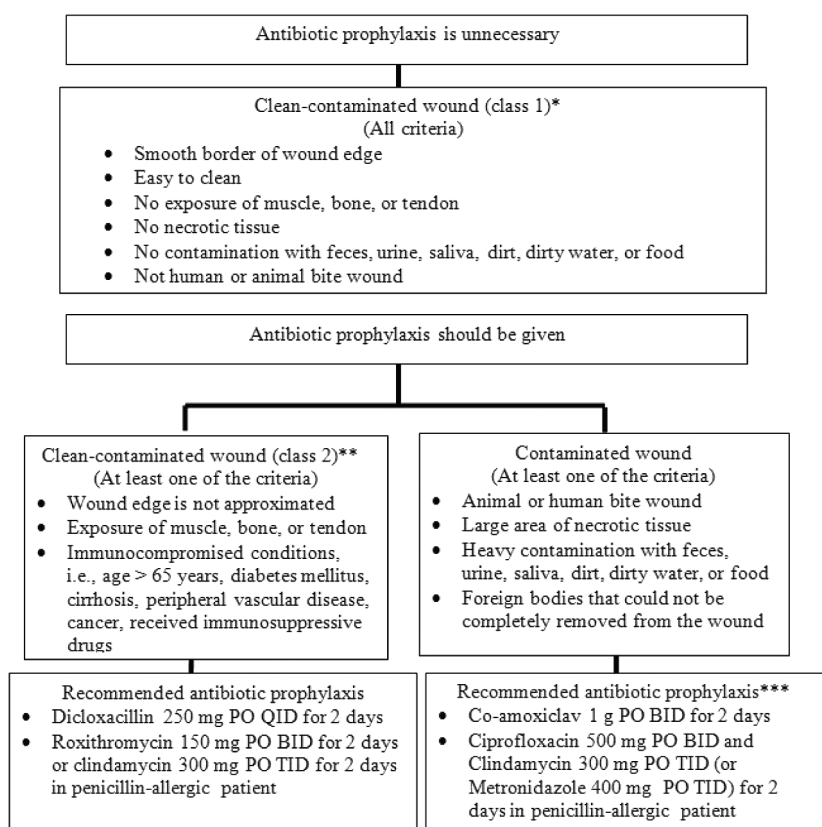 Antibiotic prophylaxis is unnecessary
Clean-contaminated wound (class 1)*
(All criteria)
• Smooth border of wound edge
• Easy to clean
• No exposure of muscle, bone, or tendon
• No necrotic tissue
• No contamination with feces, urine, saliva, dirt, dirty water, or food
• Not human or animal bite wound
Antibiotic prophylaxis should be given
Clean-contaminated wound (class 2)**
(At least one of the criteria)
• Wound edge is not approximated
• Exposure of muscle, bone, or tendon
• Immunocompromised conditions,
i.e., age > 65 years, diabetes mellitus,
cirrhosis, peripheral vascular disease,
cancer, received immunosuppressive
drugs
Contaminated wound
(At least one of the criteria)
• Animal or human bite wound
• Large area of necrotic tissue
• Heavy contamination with feces,
urine, saliva, dirt, dirty water, or food
• Foreign bodies that could not be
completely removed from the wound
Recommended antibiotic prophylaxis
• Dicloxacillin 250 mg PO QID for 2 days
• Roxithromycin 150 mg PO BID for 2 days
or clindamycin 300 mg PO TID for 2 days
in penicillin-allergic patient
Recommended antibiotic prophylaxis***
• Co-amoxiclav 1 g PO BID for 2 days
• Ciprofloxacin 500 mg PO BID and
Clindamycin 300 mg PO TID (or
Metronidazole 400 mg PO TID) for 2
days in penicillin-allergic patient